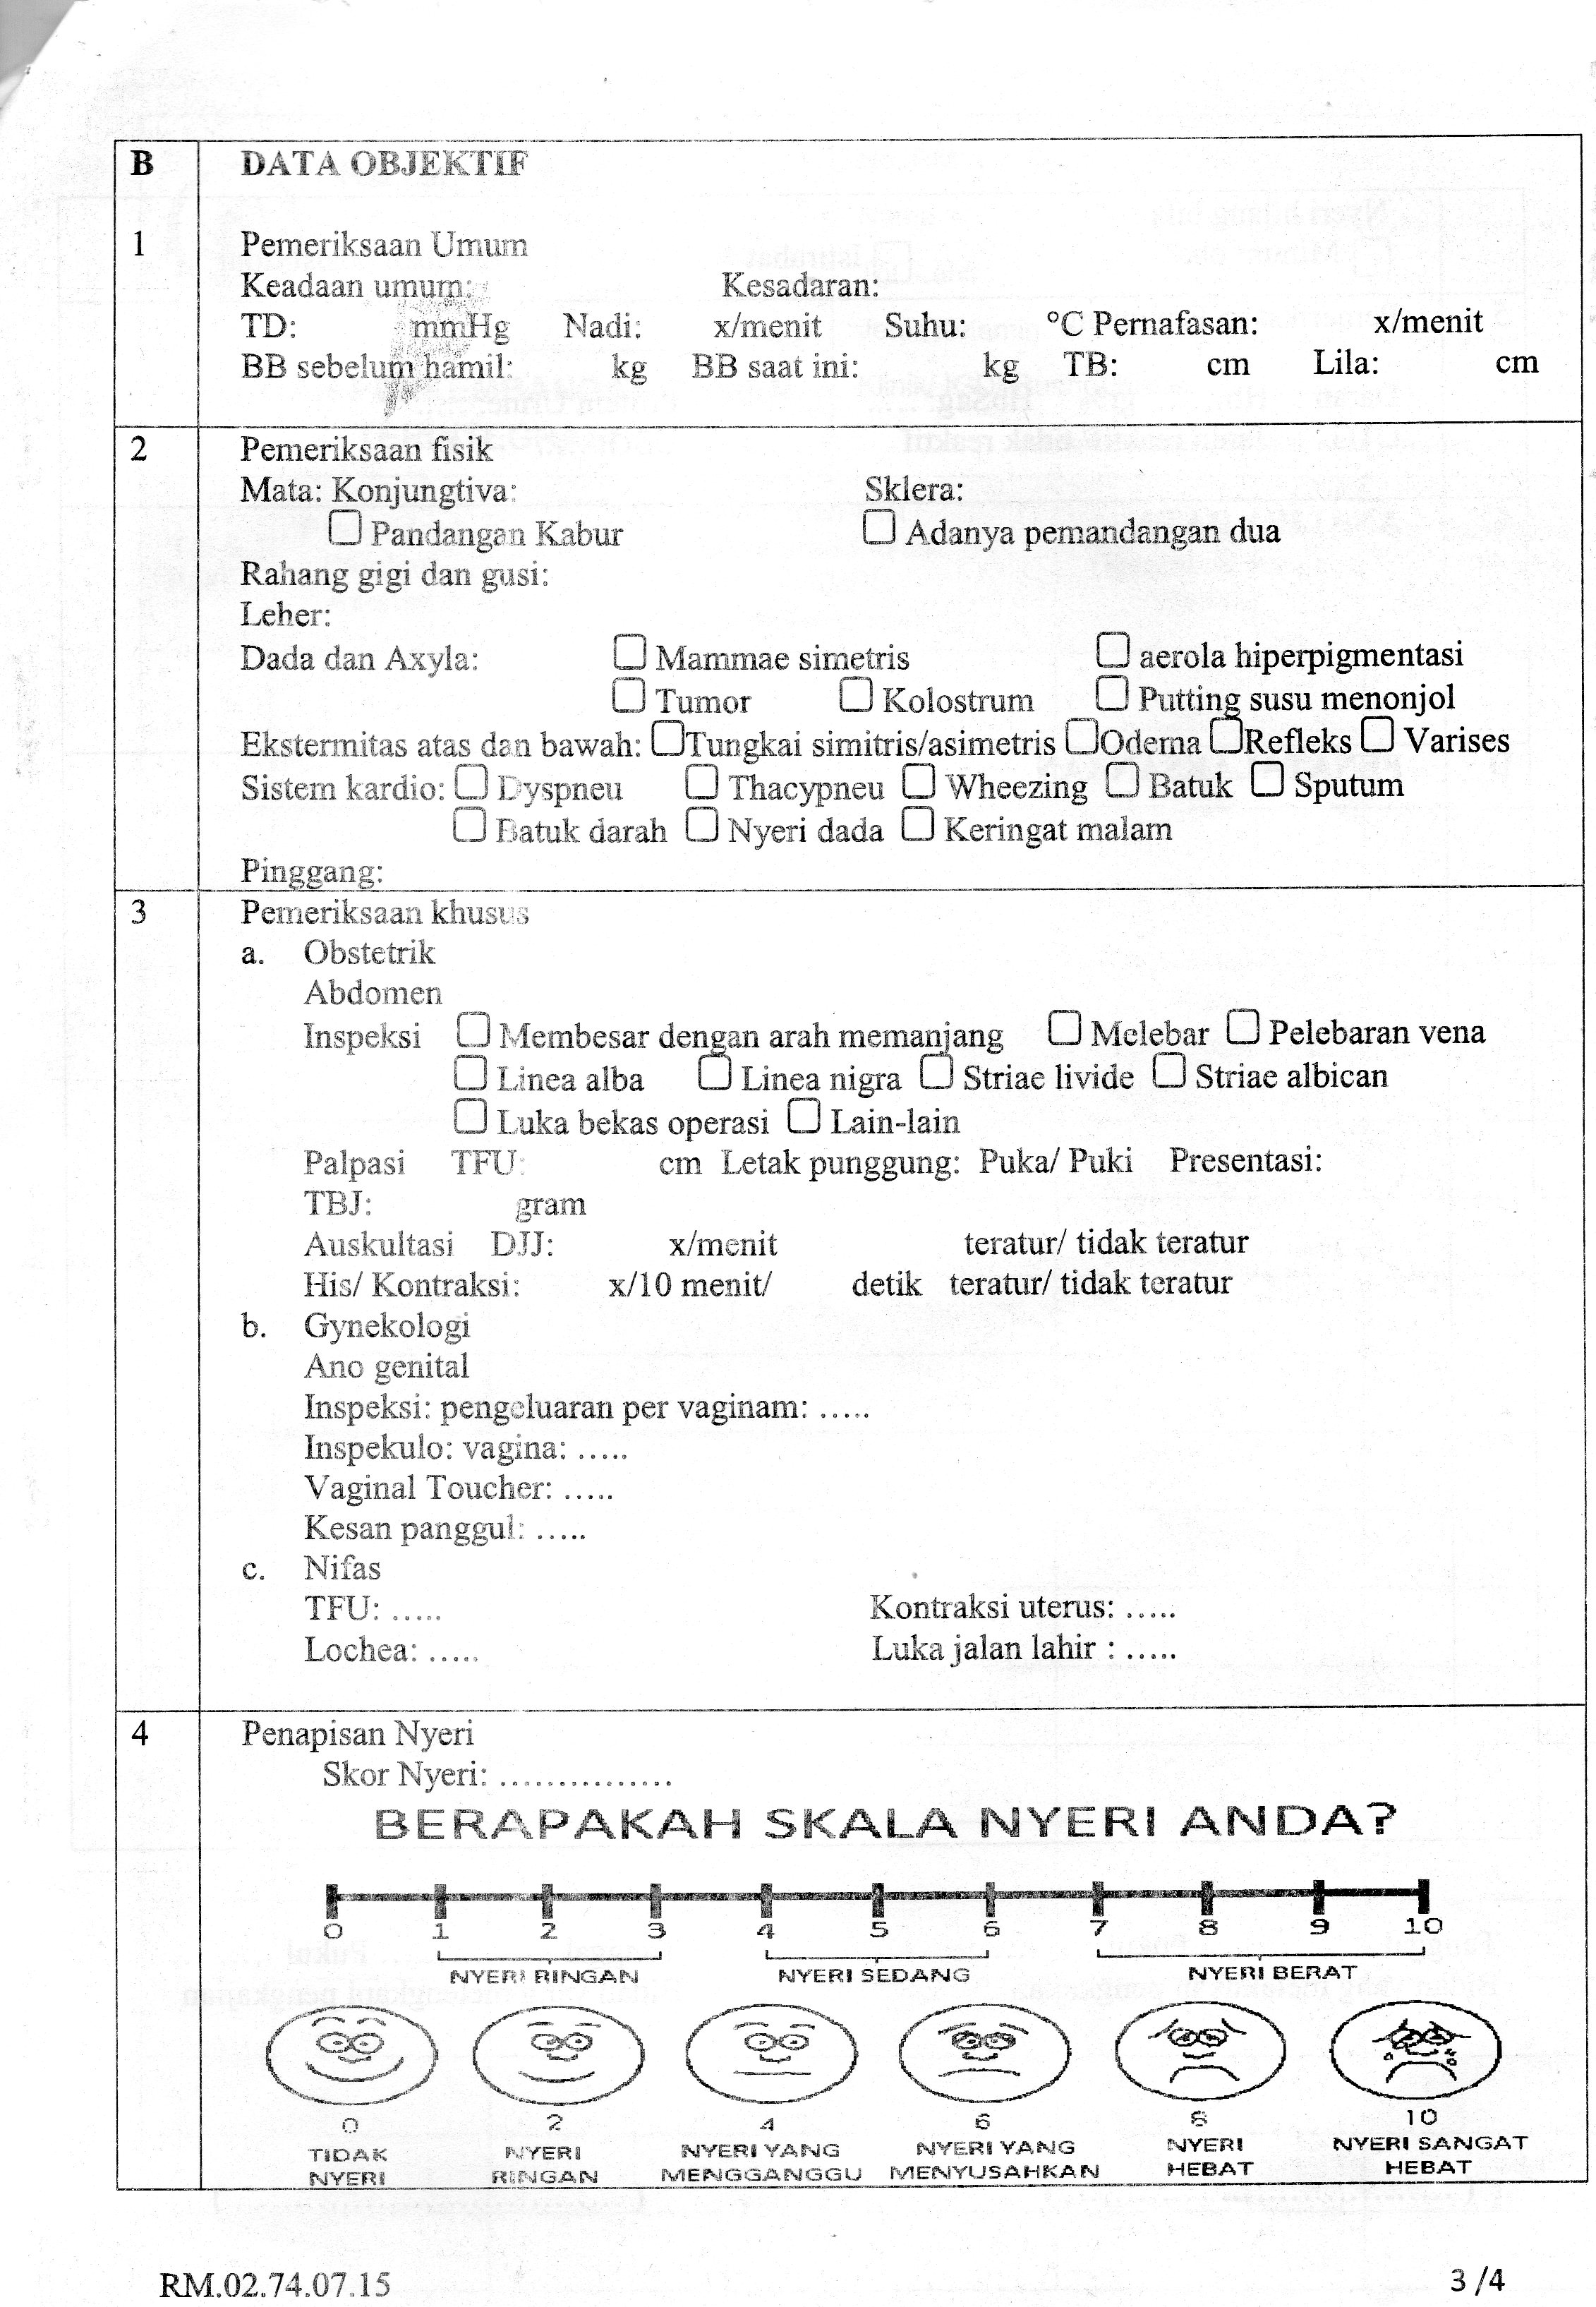 B DATA OBJEKTIF
1 Pemeriksaan Umum
Keadaan umum: Kesadaran:
TD: mmHg Nadi: x/menit Suhu: °C Pernafasan: x/menit
BB sebelum hamil: kg BB saat ini: kg TB: cm Lila: cm
2 Pemeriksaan fisik
Mata: Konjungtiva: Sklera:
☐ Pandangan Kabur ☐ Adanya pemandangan dua
Rahang gigi dan gusi:
Leher:
Dada dan Axyla: ☐ Mammae simetris ☐ aerola hiperpigmentasi
☐ Tumor ☐ Kolostrum ☐ Putting susu menonjol
Ekstermitas atas dan bawah: ☐Tungkai simitris/asimetris ☐Odema ☐Refleks ☐ Varises
Sistem kardio: ☐ Dyspneu ☐ Thacypneu ☐ Wheezing ☐ Batuk ☐ Sputum
☐ Batuk darah ☐ Nyeri dada ☐ Keringat malam
Pinggang:
3 Pemeriksaan khusus
a. Obstetrik
Abdomen
Inspeksi ☐ Membesar dengan arah memanjang ☐ Melebar ☐ Pelebaran vena
☐ Linea alba ☐ Linea nigra ☐ Striae livide ☐ Striae albican
☐ Luka bekas operasi ☐ Lain-lain
Palpasi TFU: cm Letak punggung: Puka/ Puki Presentasi:
TBJ: gram
Auskultasi DJJ: x/menit teratur/ tidak teratur
His/ Kontraksi: x/10 menit/ detik teratur/ tidak teratur
b. Gynekologi
Ano genital
Inspeksi: pengeluaran per vaginam: .....
Inspekulo: vagina: .....
Vaginal Toucher: .....
Kesan panggul: .....
c. Nifas
TFU: ..... Kontraksi uterus: .....
Lochea: ..... Luka jalan lahir : .....
4 Penapisan Nyeri
Skor Nyeri: ...............
BERAPAKAH SKALA NYERI ANDA?
0 1 2 3 4 5 6 7 8 9 10
NYERI RINGAN NYERI SEDANG NYERI BERAT
0 2 4 6 8 10
TIDAK NYERI NYERI YANG NYERI YANG NYERI NYERI SANGAT
NYERI RINGAN MENGGANGGU MENYUSAHKAN HEBAT HEBAT
RM.02.74.07.15 3 /4